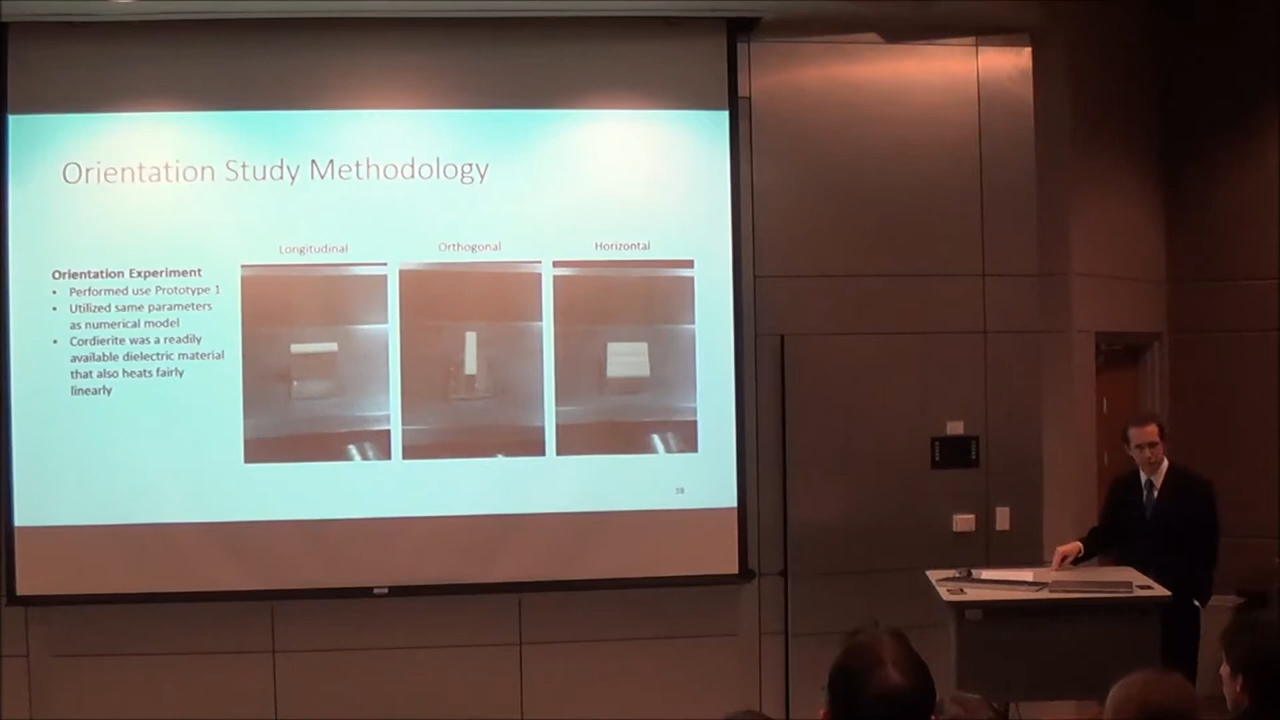 Orientation Study Methodology
Longitudinal
Orthogonal
Horizontal
Orientation Experiment
• Performed use Prototype 1
• Utilized same parameters
as numerical model
• Cordierite was a readily
available dielectric material
that also heats fairly
linearly
38